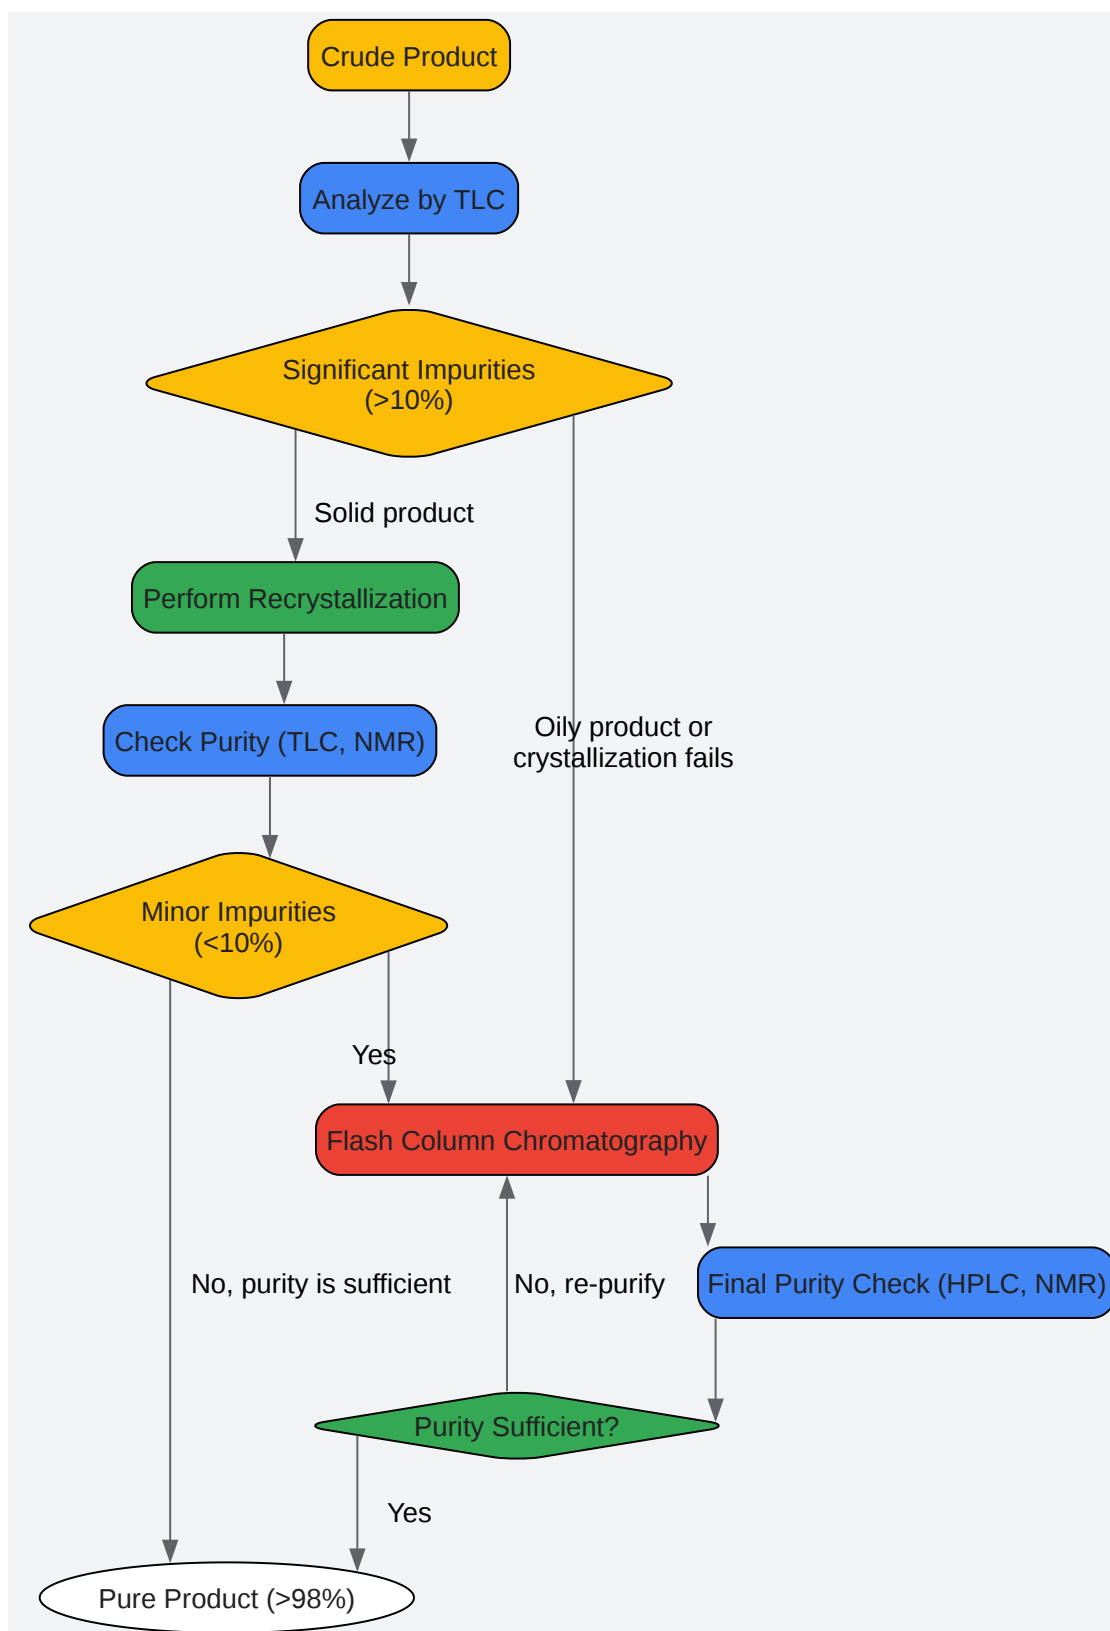 Crude Product
Analyze by TLC
Significant Impurities
(>10%)
Solid product
Perform Recrystallization
Oily product or
crystallization fails
Check Purity (TLC, NMR)
Minor Impurities
(<10%)
Yes
Flash Column Chromatography
No, purity is sufficient
No, re-purify
Final Purity Check (HPLC, NMR)
Purity Sufficient?
Yes
Pure Product (>98%)